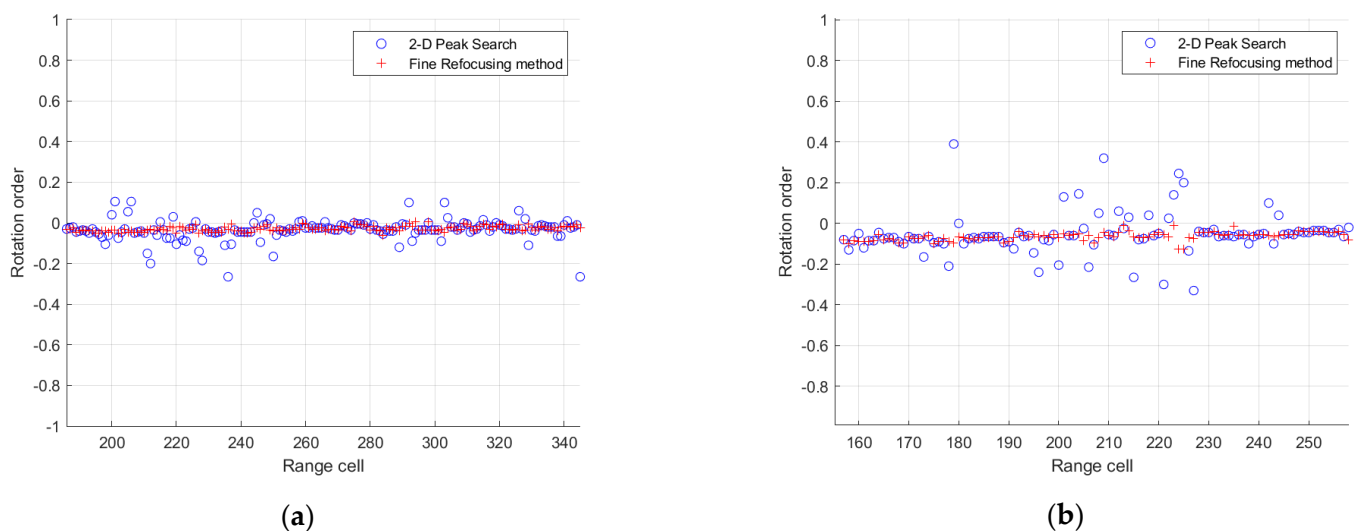 1
0.8
0.6
0.4
0.2
0
-0.2
-0.4
-0.6
-0.8
-1
Rotation order
2-D Peak Search
Fine Refocusing method
200 220 240 260 280 300 320 340
Range cell
(a)
1
0.8
0.6
0.4
0.2
0
-0.2
-0.4
-0.6
-0.8
Rotation order
2-D Peak Search
Fine Refocusing method
160 170 180 190 200 210 220 230 240 250
Range cell
(b)